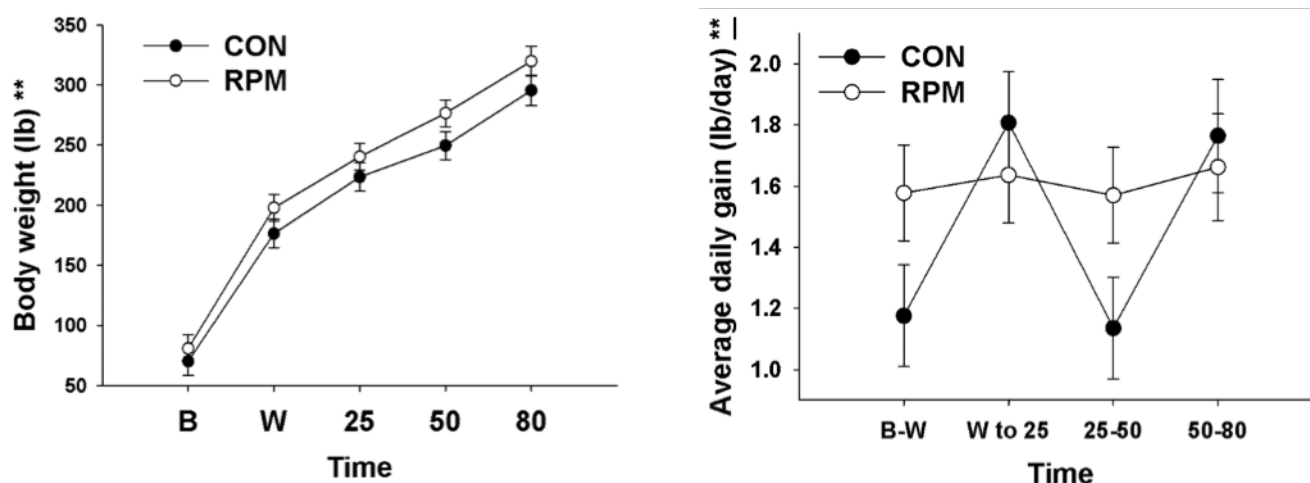 Body weight (lb) **
350
300
250
200
150
100
50
CON
RPM
B W 25 50 80
Time
Average daily gain (lb/day) **
2.0
1.8
1.6
1.4
1.2
1.0
CON
RPM
B-W W to 25 25-50 50-80
Time